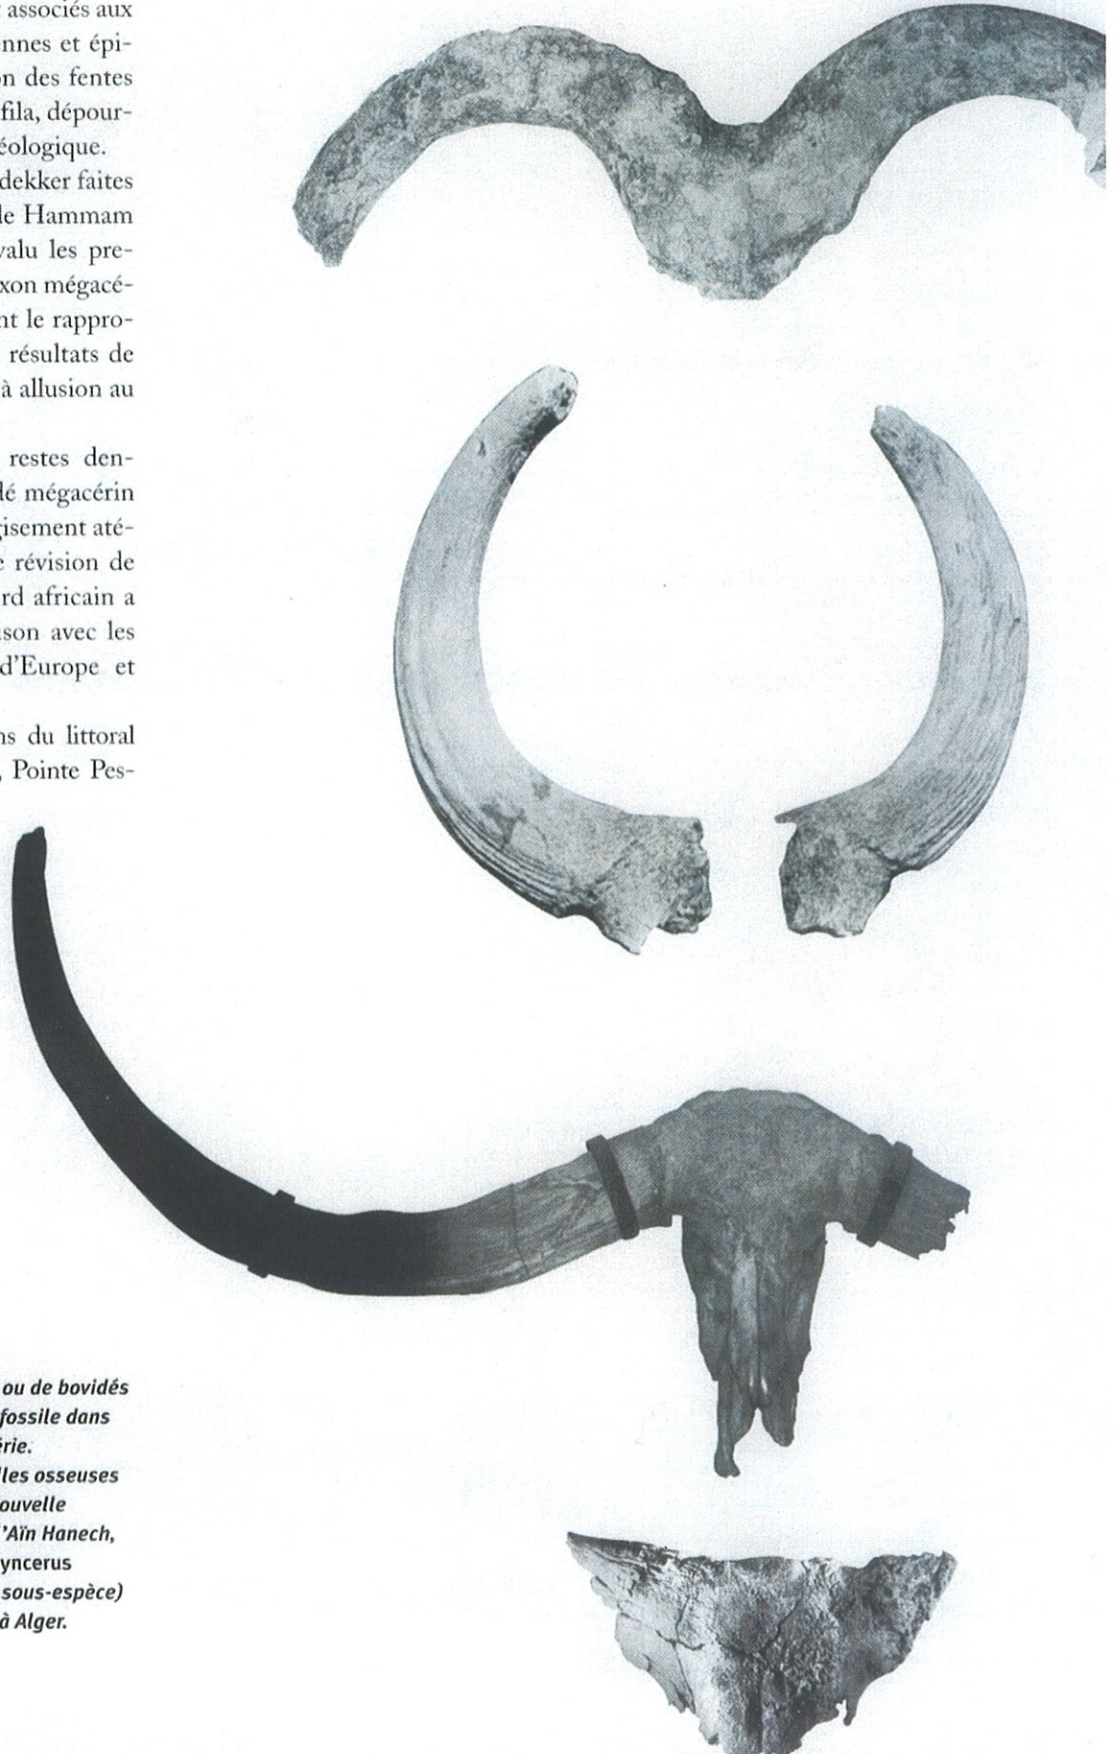 associés aux
nnes et épi-
n des fentes
fila, dépour-
éologique.
dekker faites
le Hammam
valu les pre-
xon mégacé-
nt le rappro-
résultats de
à allusion au
restes den-
lé mégacérin
gisement até-
e révision de
rd africain a
ison avec les
d'Europe et
ns du littoral
, Pointe Pes-
ou de bovidés
fossile dans
érie.
lles osseuses
ouvelle
'Aïn Hanech,
yncerus
sous-espèce)
à Alger.